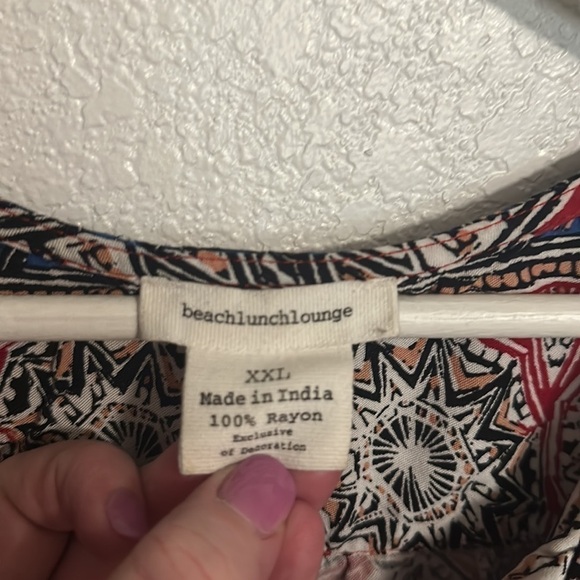 beachlunchlounge
XXL
Made in India
100% Rayon
Exclusive
of Decoration